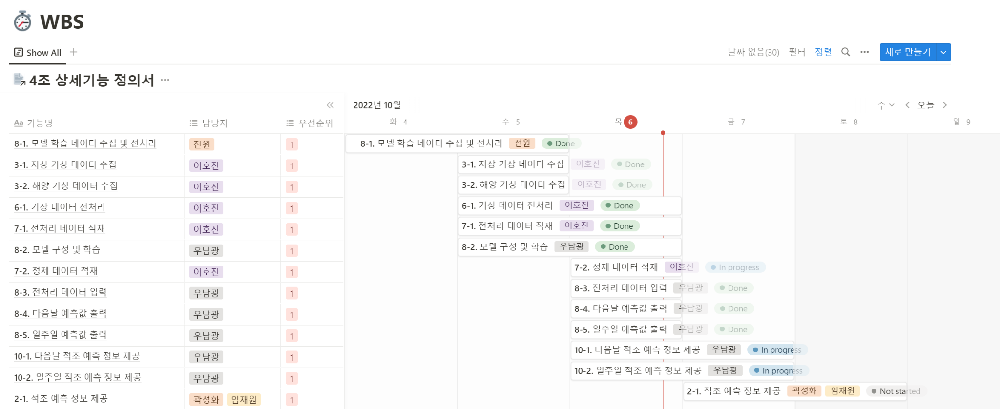 WBS
Show All
날짜 없음(30) 필터 정렬 새로 만들기
4조 상세기능 정의서
2022년 10월 주 오늘
Aa 기능명 담당자 우선순위 화 4 수 5 목 6 금 7 토 8 일 9
8-1. 모델 학습 데이터 수집 및 전처리 전원 1 8-1. 모델 학습 데이터 수집 및 전처리 전원 Done
3-1. 지상 기상 데이터 수집 이호진 1 3-1. 지상 기상 데이터 수집 이호진 Done
3-2. 해양 기상 데이터 수집 이호진 1 3-2. 해양 기상 데이터 수집 이호진 Done
6-1. 기상 데이터 전처리 이호진 1 6-1. 기상 데이터 전처리 이호진 Done
7-1. 전처리 데이터 적재 이호진 1 7-1. 전처리 데이터 적재 이호진 Done
8-2. 모델 구성 및 학습 우남광 1 8-2. 모델 구성 및 학습 우남광 Done
7-2. 정제 데이터 적재 이호진 1 7-2. 정제 데이터 적재 이호진 In progress
8-3. 전처리 데이터 입력 우남광 1 8-3. 전처리 데이터 입력 우남광 Done
8-4. 다음날 예측값 출력 우남광 1 8-4. 다음날 예측값 출력 우남광 Done
8-5. 일주일 예측값 출력 우남광 1 8-5. 일주일 예측값 출력 우남광 Done
10-1. 다음날 적조 예측 정보 제공 우남광 1 10-1. 다음날 적조 예측 정보 제공 우남광 In progress
10-2. 일주일 적조 예측 정보 제공 우남광 1 10-2. 일주일 적조 예측 정보 제공 우남광 In progress
2-1. 적조 예측 정보 제공 곽성화 임재원 1 2-1. 적조 예측 정보 제공 곽성화 임재원 Not started